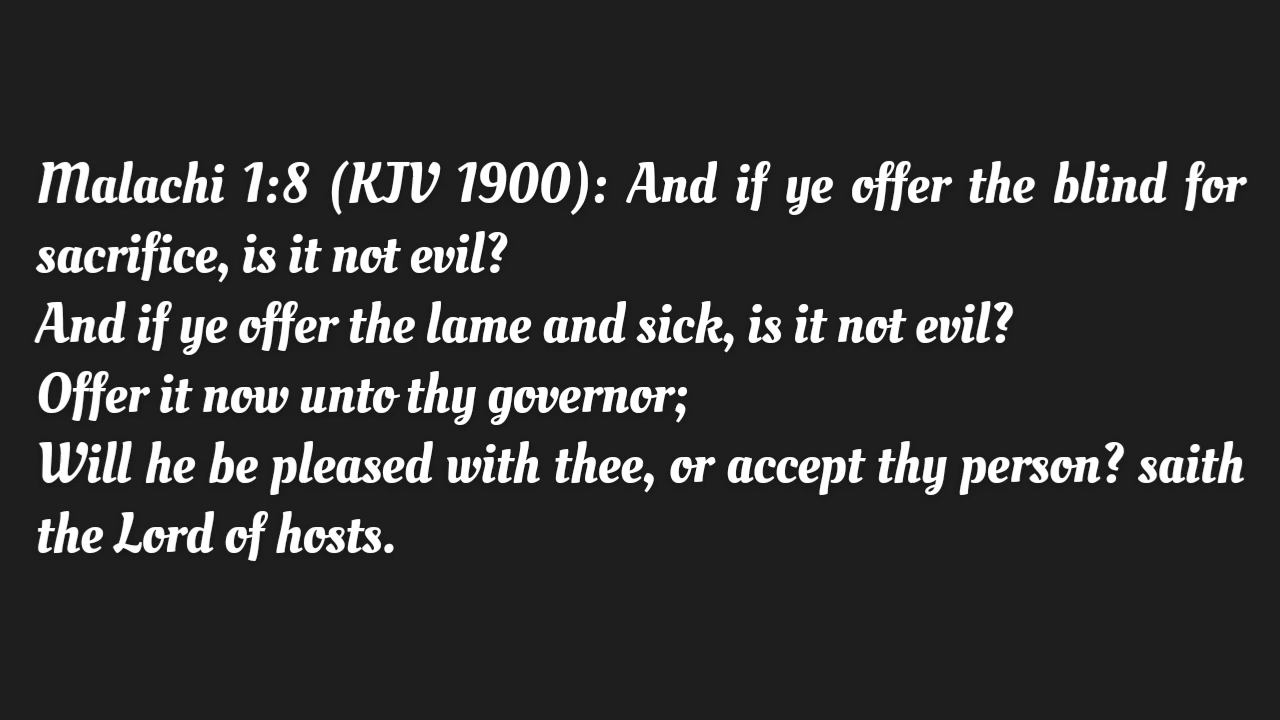 Malachi 1:8 (KJV 1900): And if ye offer the blind for
sacrifice, is it not evil?
And if ye offer the lame and sick, is it not evil?
Offer it now unto thy governor;
Will he be pleased with thee, or accept thy person? saith
the Lord of hosts.